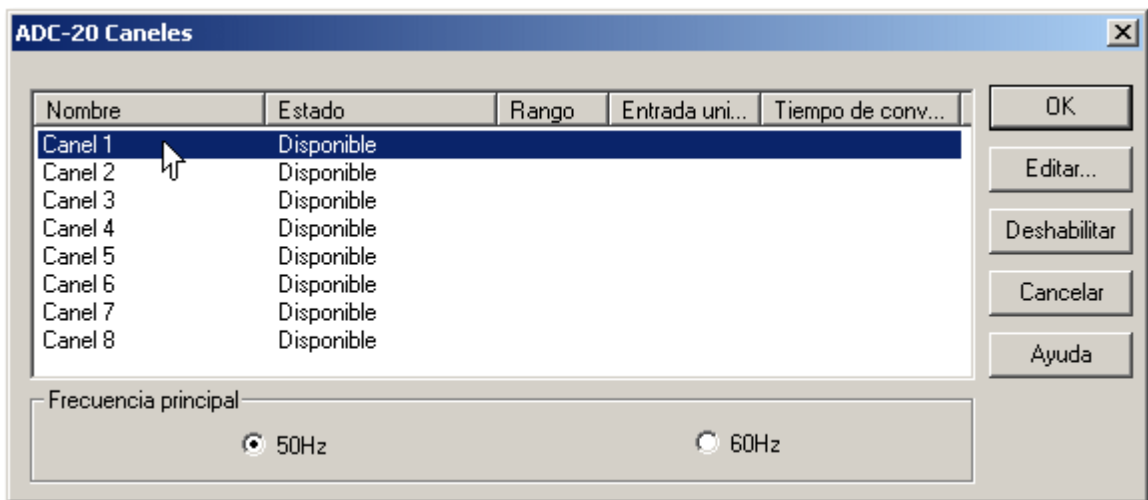 ADC-20 Caneles
Nombre Estado Rango Entrada uni... Tiempo de conv...
Canel 1 Disponible
Canel 2 Disponible
Canel 3 Disponible
Canel 4 Disponible
Canel 5 Disponible
Canel 6 Disponible
Canel 7 Disponible
Canel 8 Disponible
OK
Editar...
Deshabilitar
Cancelar
Ayuda
Frecuencia principal
50Hz 60Hz